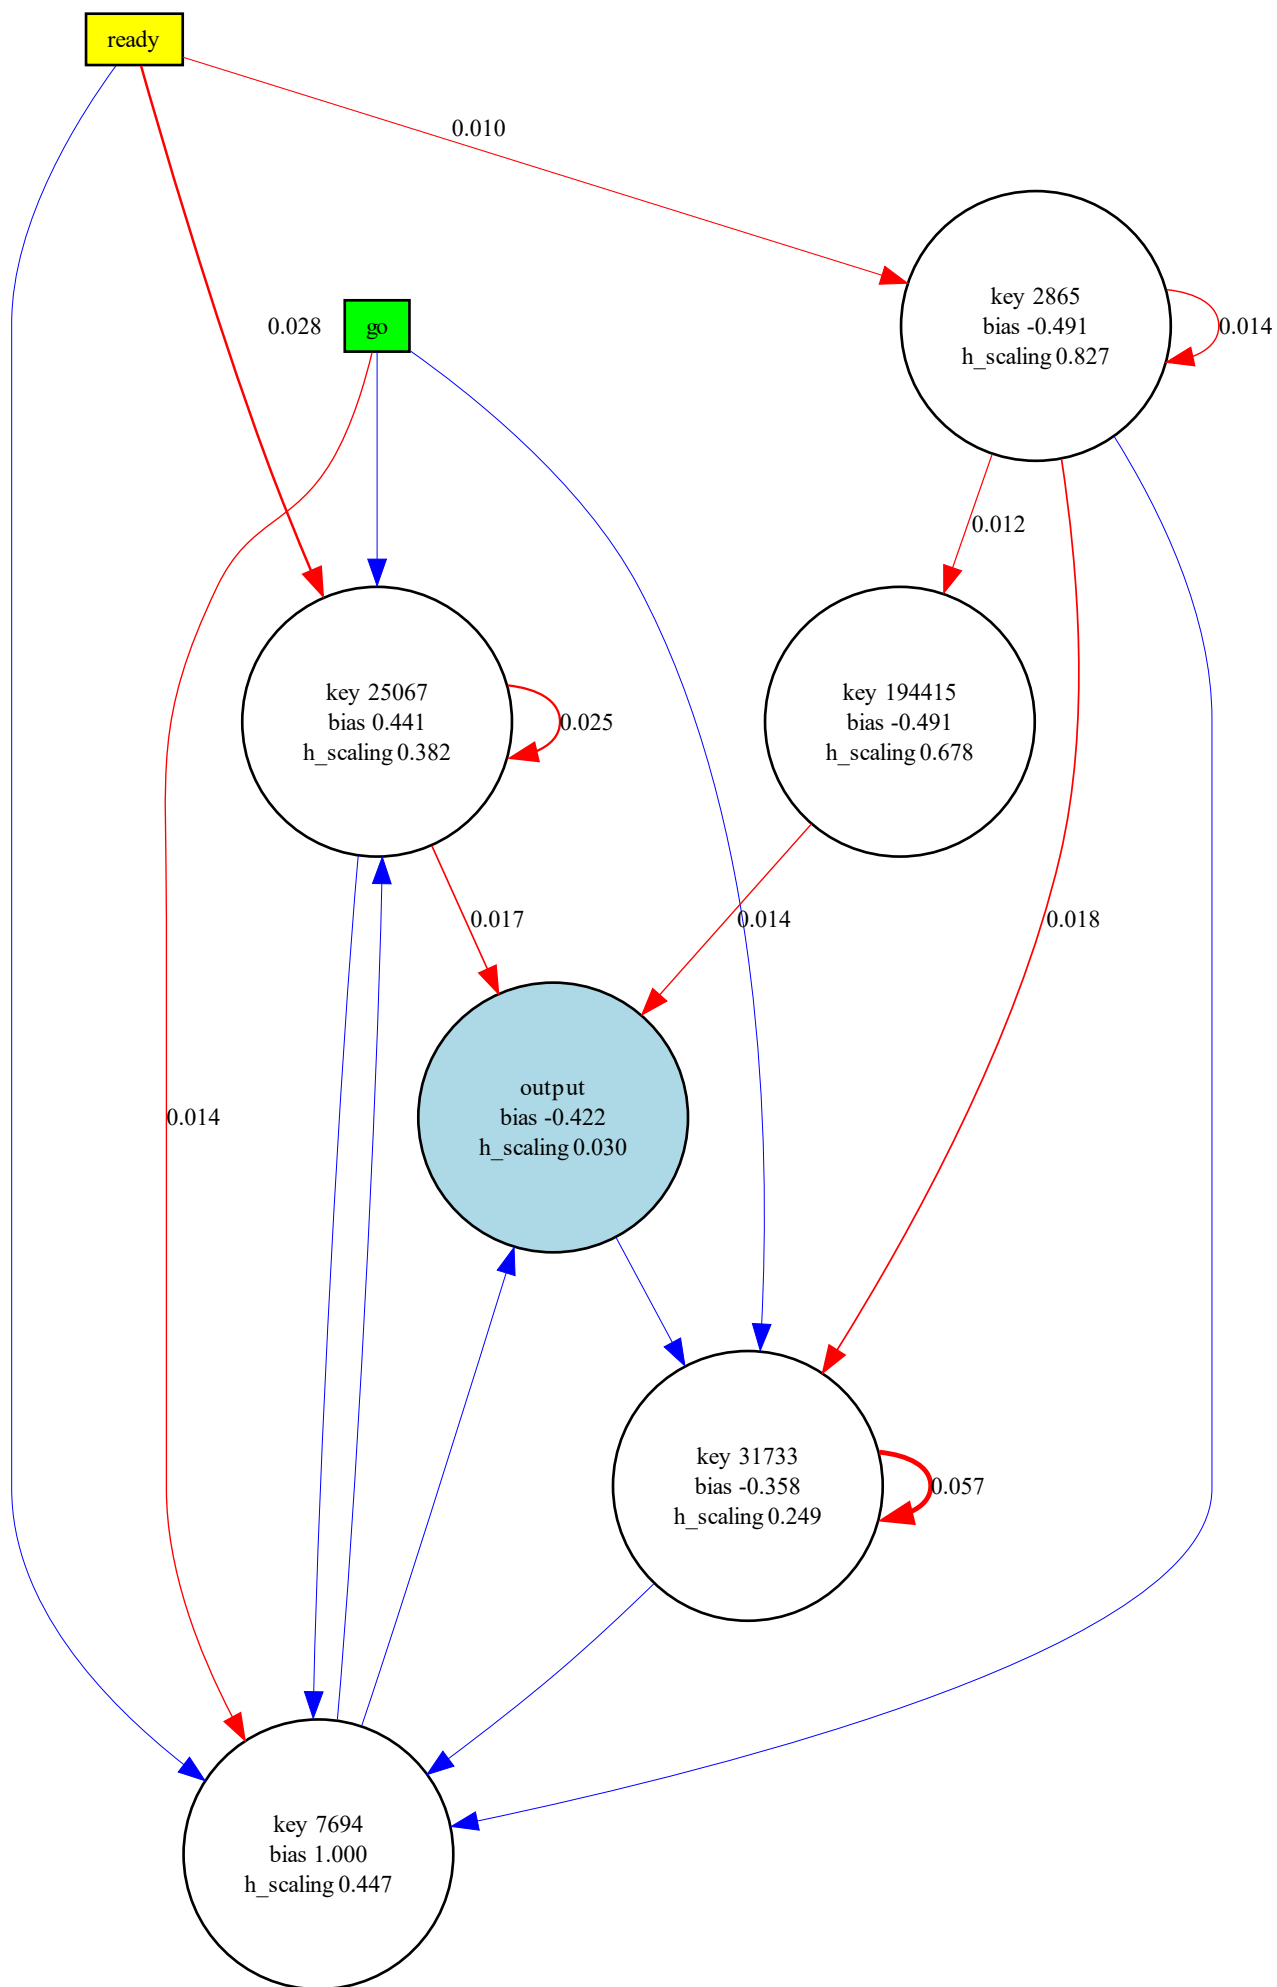 ready
0.010
key 2865
bias -0.491
h_scaling 0.827
0.014
0.028
go
0.012
0.018
key 25067
bias 0.441
h_scaling 0.382
0.025
key 194415
bias -0.491
h_scaling 0.678
0.017
0.014
0.014
output
bias -0.422
h_scaling 0.030
key 31733
bias -0.358
h_scaling 0.249
0.057
key 7694
bias 1.000
h_scaling 0.447